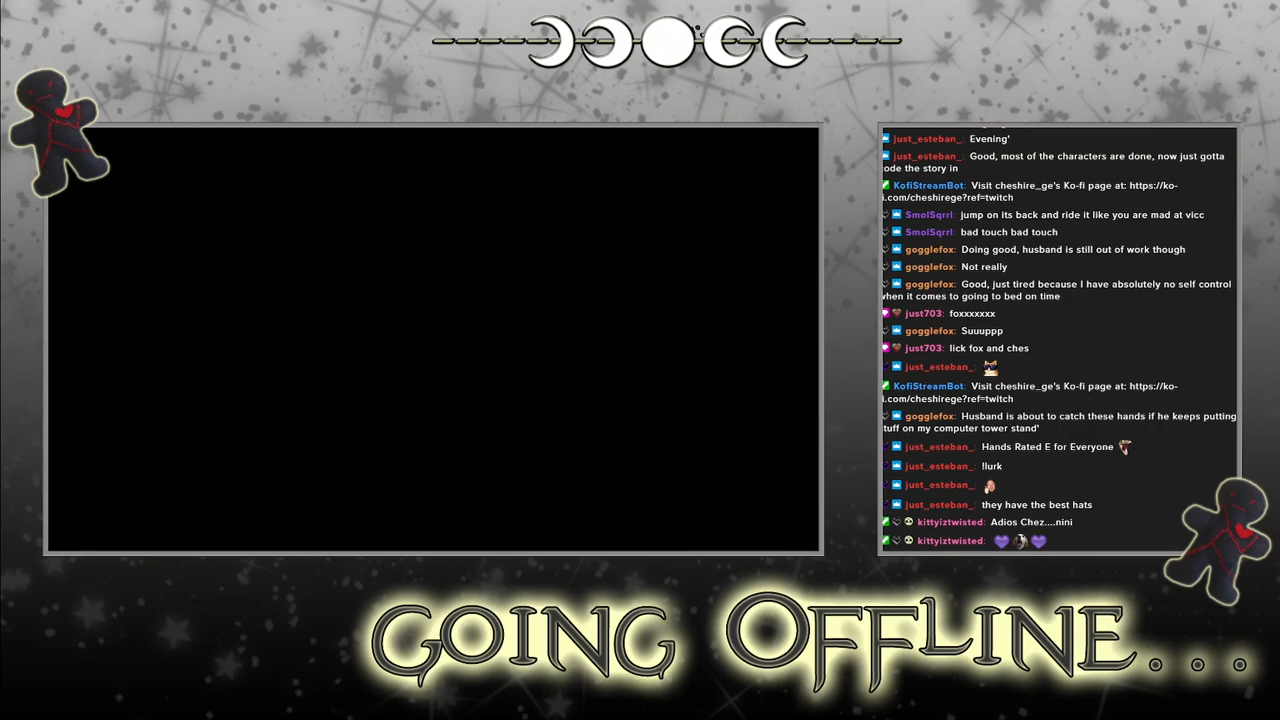 just_esteban_: Evening'
just_esteban_: Good, most of the characters are done, now just gotta
ode the story in
KofiStreamBot: Visit cheshire_ge's Ko-fi page at: https://ko-
i.com/cheshirege?ref=twitch
SmolSqrrl: jump on its back and ride it like you are mad at vicc
SmolSqrrl: bad touch bad touch
gogglefox: Doing good, husband is still out of work though
gogglefox: Not really
gogglefox: Good, just tired because I have absolutely no self control
when it comes to going to bed on time
just703: foxxxxxxx
gogglefox: Suuuppp
just703: lick fox and ches
just_esteban_:
KofiStreamBot: Visit cheshire_ge's Ko-fi page at: https://ko-
i.com/cheshirege?ref=twitch
gogglefox: Husband is about to catch these hands if he keeps putting
tuff on my computer tower stand'
just_esteban_: Hands Rated E for Everyone
just_esteban_: !lurk
just_esteban_:
just_esteban_: they have the best hats
kittyiztwisted: Adios Chez....nini
kittyiztwisted:
Going Offline...